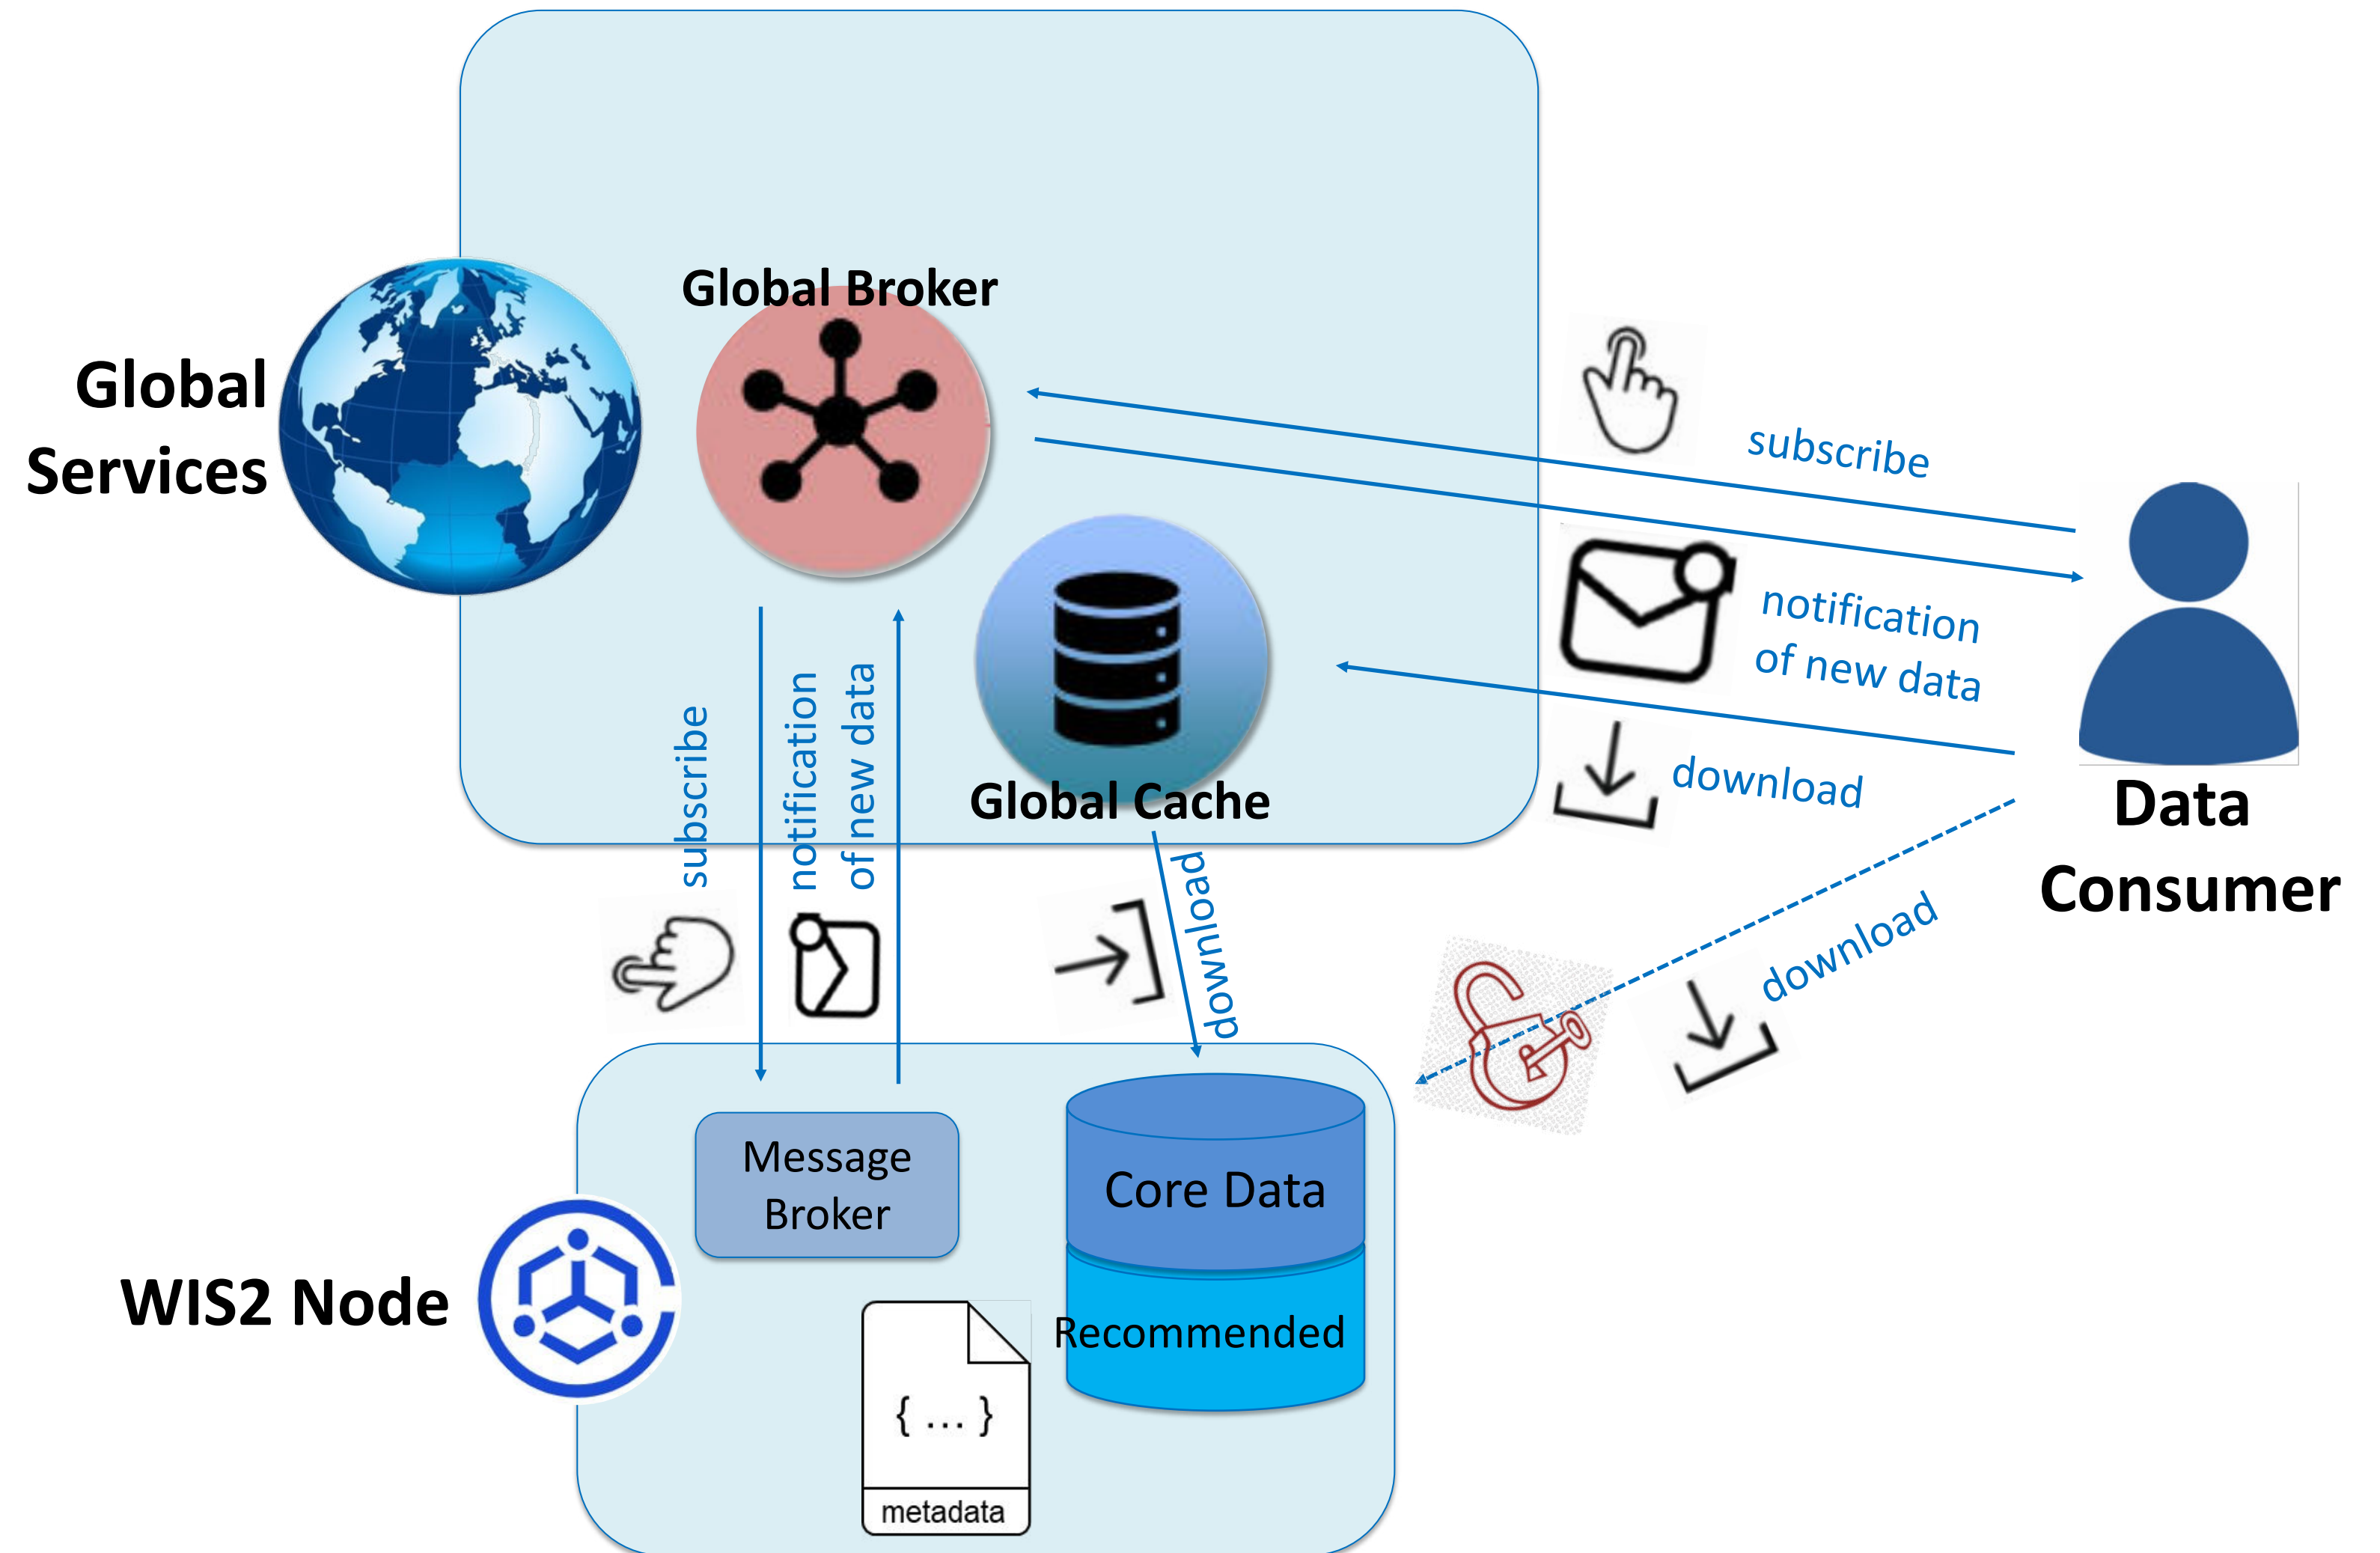 Global Broker
Global
Services
subscribe
notification
of new data
Global Cache
download
Data
Consumer
subscribe
notification
of new data
download
download
Message
Broker
Core Data
Recommended
WIS2 Node
{ ... }
metadata